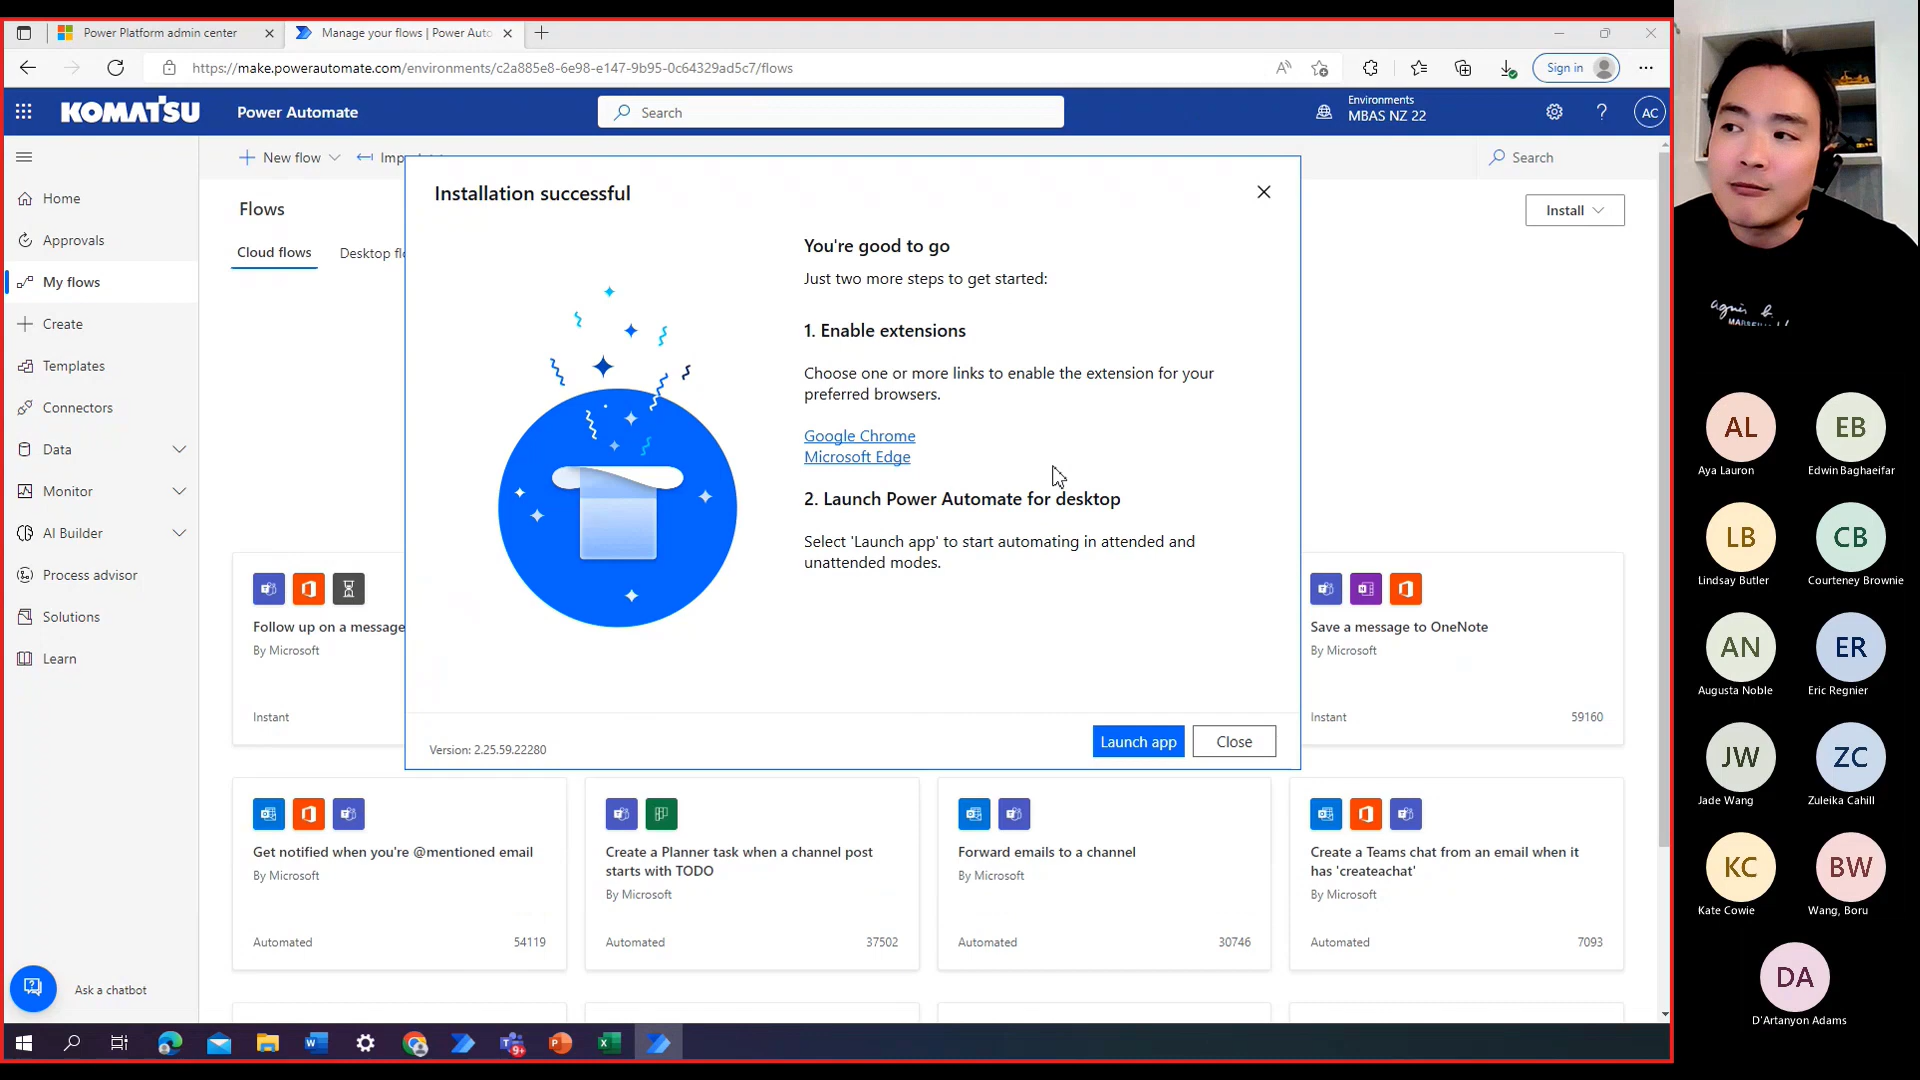 Power Platform admin center
Manage your flows | Power Auto
https://make.powerautomate.com/environments/c2a885e8-6e98-e147-9b95-0c64329ad5c7/flows
Sign in
KOMATSU
Power Automate
Search
Environments
MBAS NZ 22
AC
New flow
Search
Home
Approvals
My flows
Create
Templates
Connectors
Data
Monitor
AI Builder
Process advisor
Solutions
Learn
Ask a chatbot
Flows
Install
Cloud flows
Desktop
Installation successful
You're good to go
Just two more steps to get started:
1. Enable extensions
Choose one or more links to enable the extension for your
preferred browsers.
Google Chrome
Microsoft Edge
2. Launch Power Automate for desktop
Select 'Launch app' to start automating in attended and
unattended modes.
Version: 2.25.59.22280
Launch app
Close
Follow up on a message
By Microsoft
Instant
Save a message to OneNote
By Microsoft
Instant
59160
Get notified when you're @mentioned email
By Microsoft
Automated
54119
Create a Planner task when a channel post
starts with TODO
By Microsoft
Automated
37502
Forward emails to a channel
By Microsoft
Automated
30746
Create a Teams chat from an email when it
has 'createachat'
By Microsoft
Automated
7093
agnès b.
AL
Aya Lauron
EB
Edwin Baghaeifar
LB
Lindsay Butler
CB
Courteney Brownie
AN
Augusta Noble
ER
Eric Regnier
JW
Jade Wang
ZC
Zuleika Cahill
KC
Kate Cowie
BW
Wang, Boru
DA
D'Artanyon Adams